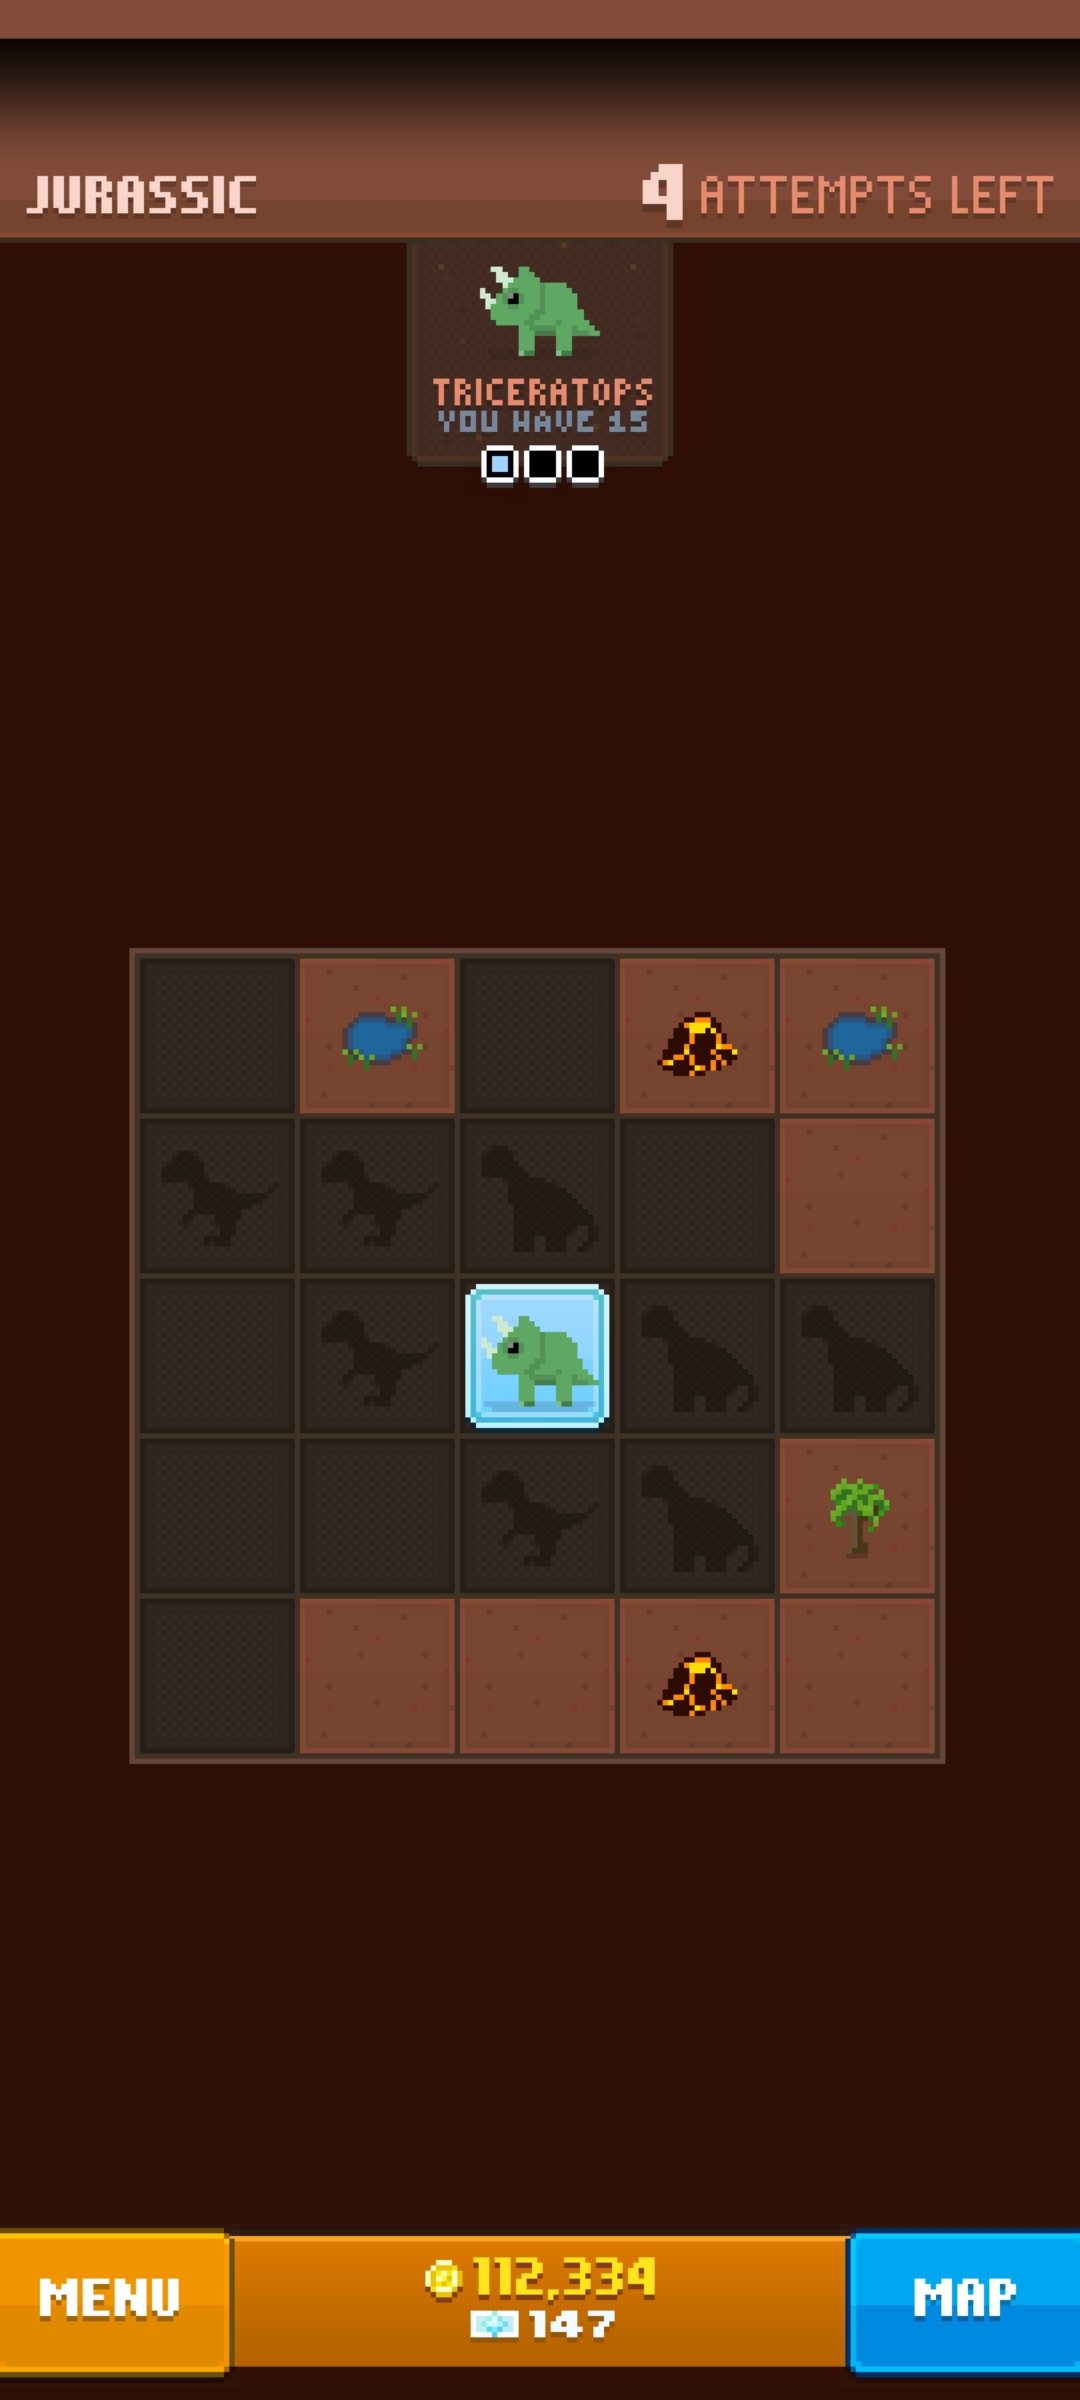 JURASSIC
4 ATTEMPTS LEFT
TRICERATOPS
YOU HAVE 15
MENU
112,334
147
MAP